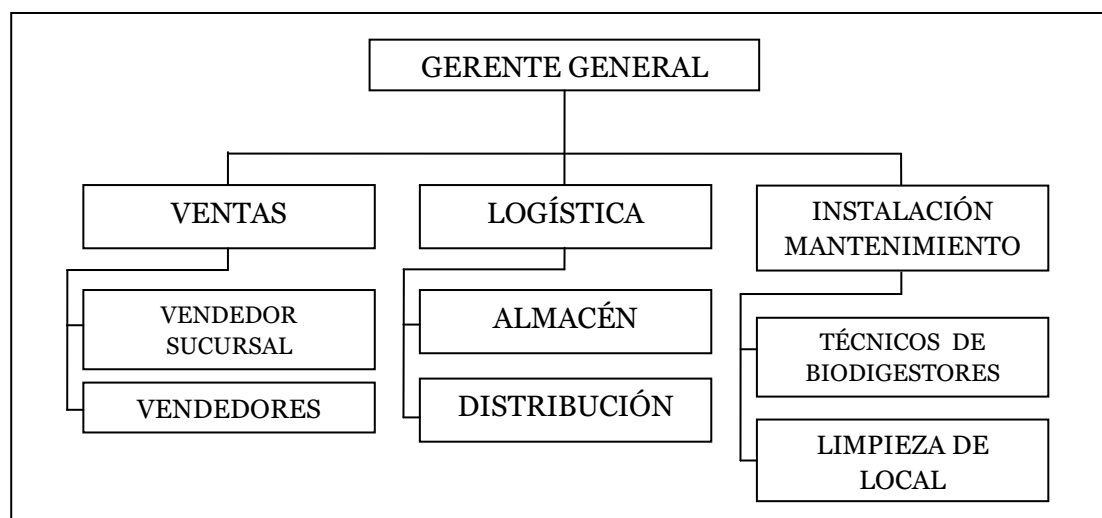 GERENTE GENERAL
VENTAS
LOGÍSTICA
INSTALACIÓN
MANTENIMIENTO
VENDEDOR
SUCURSAL
VENDEDORES
ALMACÉN
DISTRIBUCIÓN
TÉCNICOS DE
BIODIGESTORES
LIMPIEZA DE
LOCAL